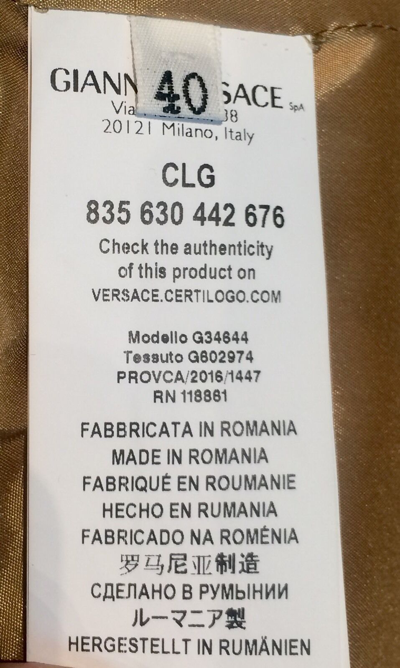 40
GIANN SACE SpA
Via 38
20121 Milano, Italy
CLG
835 630 442 676
Check the authenticity
of this product on
VERSACE.CERTILOGO.COM
Modello G34644
Tessuto G602974
PROVCA/2016/1447
RN 118881
FABBRICATA IN ROMANIA
MADE IN ROMANIA
FABRIQUÉ EN ROUMANIE
HECHO EN RUMANIA
FABRICADO NA ROMÉNIA
罗马尼亚制造
СДЕЛАНО В РУМЫНИИ
ルーマニア製
HERGESTELLT IN RUMÄNIEN